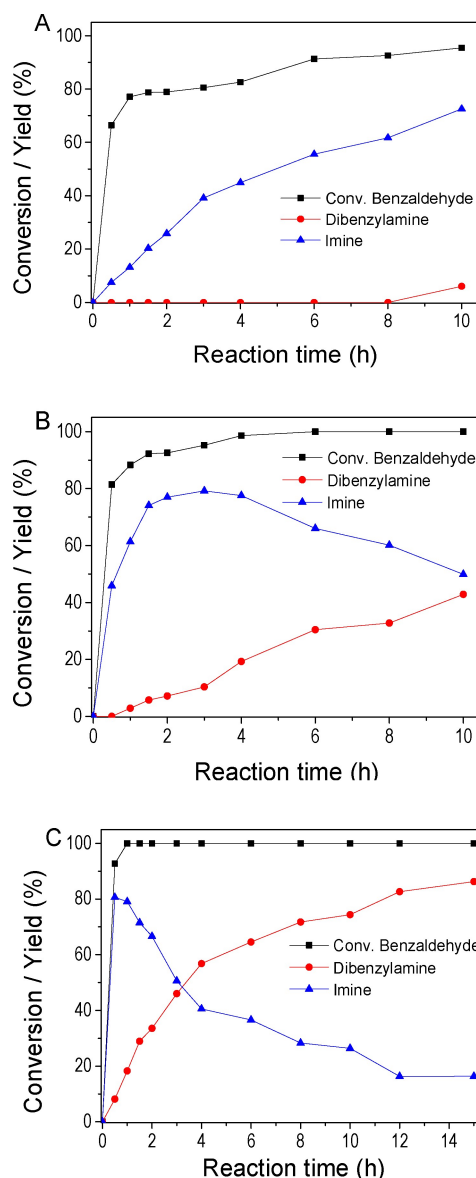 A
100
80
60
40
20
0
Conversion / Yield (%)
Conv. Benzaldehyde
Dibenzylamine
Imine
0 2 4 6 8 10
Reaction time (h)
B
100
80
60
40
20
0
Conversion / Yield (%)
Conv. Benzaldehyde
Dibenzylamine
Imine
0 2 4 6 8 10
Reaction time (h)
C
100
80
60
40
20
0
Conversion / Yield (%)
Conv. Benzaldehyde
Dibenzylamine
Imine
0 2 4 6 8 10 12 14
Reaction time (h)